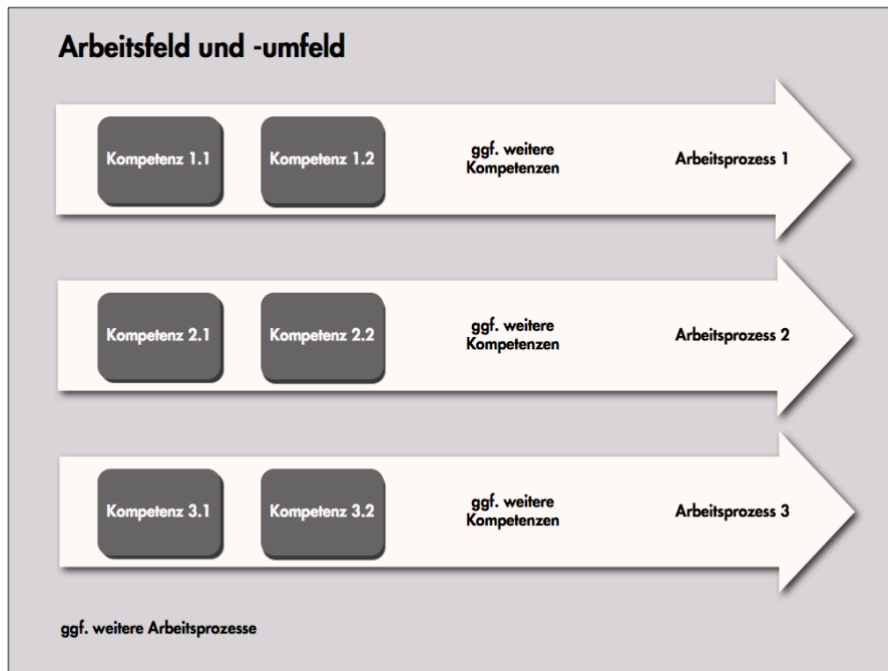 Arbeitsfeld und -umfeld
Kompetenz 1.1
Kompetenz 1.2
ggf. weitere
Kompetenzen
Arbeitsprozess 1
Kompetenz 2.1
Kompetenz 2.2
ggf. weitere
Kompetenzen
Arbeitsprozess 2
Kompetenz 3.1
Kompetenz 3.2
ggf. weitere
Kompetenzen
Arbeitsprozess 3
ggf. weitere Arbeitsprozesse